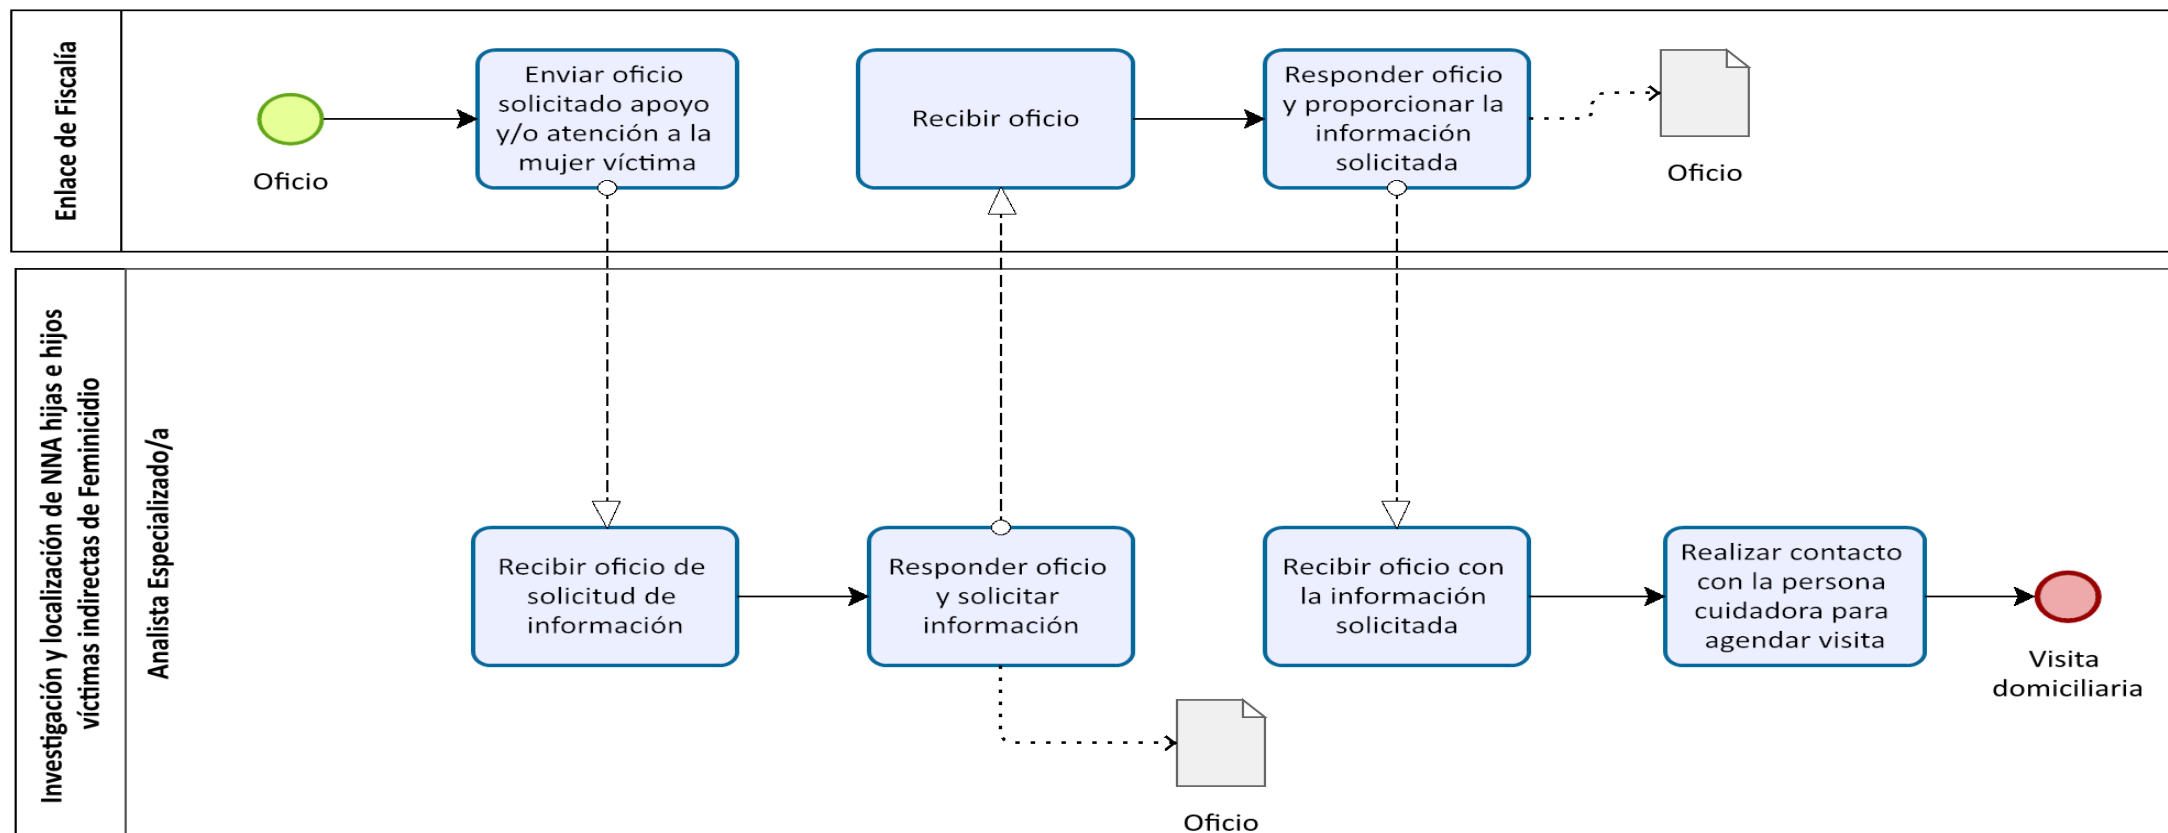 Enlace de Fiscalía
Oficio
Enviar oficio
solicitado apoyo
y/o atención a la
mujer víctima
Recibir oficio
Responder oficio
y proporcionar la
información
solicitada
Oficio
Investigación y localización de NNA hijas e hijos
víctimas indirectas de Feminicidio
Analista Especializado/a
Recibir oficio de
solicitud de
información
Responder oficio
y solicitar
información
Oficio
Recibir oficio con
la información
solicitada
Realizar contacto
con la persona
cuidadora para
agendar visita
Visita
domiciliaria